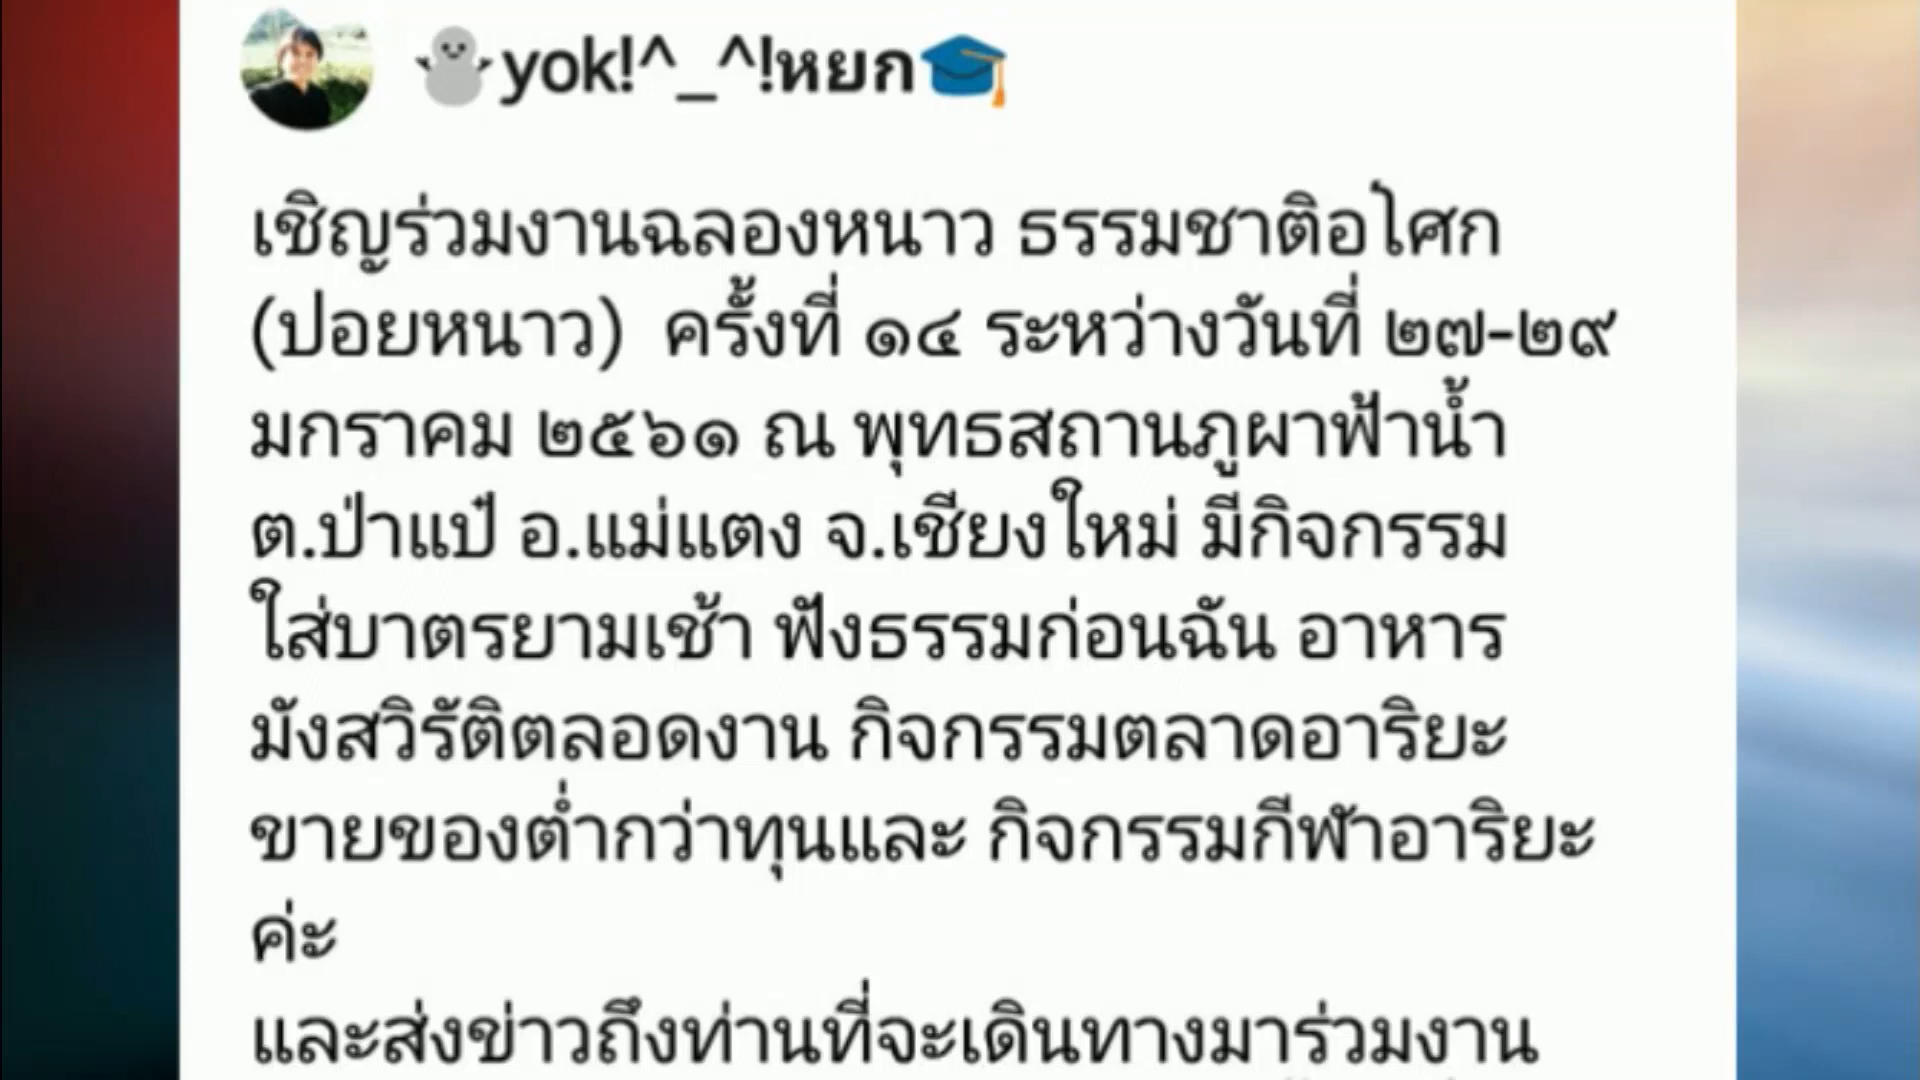 yok!^_^!หยก
เชิญร่วมงานฉลองหนาว ธรรมชาติอโศก
(ปอยหนาว) ครั้งที่ ๑๔ ระหว่างวันที่ ๒๗-๒๙
มกราคม ๒๕๖๑ ณ พุทธสถานภูผาฟ้าน้ำ
ต.ป่าแป๋ อ.แม่แตง จ.เชียงใหม่ มีกิจกรรม
ใส่บาตรยามเช้า ฟังธรรมก่อนฉัน อาหาร
มังสวิรัติตลอดงาน กิจกรรมตลาดอาริยะ
ขายของต่ำกว่าทุนและ กิจกรรมกีฬาอาริยะ
ค่ะ
และส่งข่าวถึงท่านที่จะเดินทางมาร่วมงาน